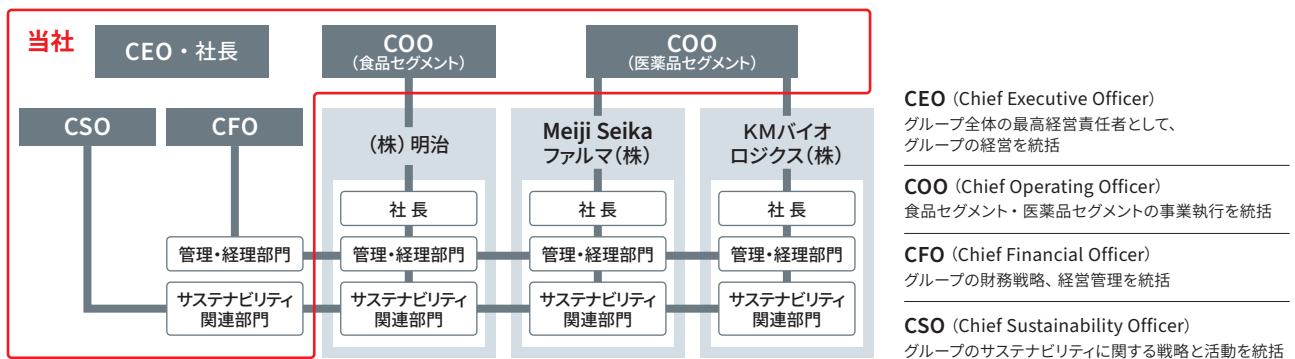 当社
CEO・社長
COO
（食品セグメント）
COO
（医薬品セグメント）
CSO
CFO
（株）明治
Meiji Seika
ファルマ（株）
KMバイオ
ロジクス（株）
社 長
社 長
社 長
管理・経理部門
管理・経理部門
管理・経理部門
管理・経理部門
サステナビリティ
関連部門
サステナビリティ
関連部門
サステナビリティ
関連部門
サステナビリティ
関連部門
CEO（Chief Executive Officer）
グループ全体の最高経営責任者として、
グループの経営を統括
COO（Chief Operating Officer）
食品セグメント・医薬品セグメントの事業執行を統括
CFO（Chief Financial Officer）
グループの財務戦略、経営管理を統括
CSO（Chief Sustainability Officer）
グループのサステナビリティに関する戦略と活動を統括